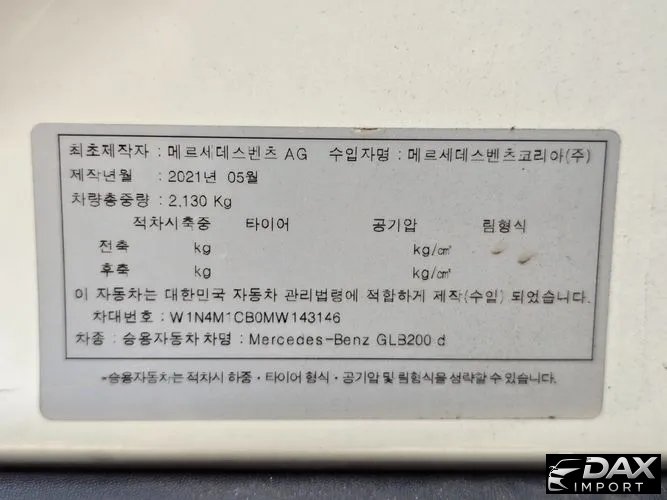 최초제작자 : 메르세데스벤츠 AG 수입자명 : 메르세데스벤츠코리아(주)
제작년월 : 2021년 05월
차량총중량 : 2,130 Kg
적차시축중 타이어 공기압 림형식
전축 kg kg/㎠
후축 kg kg/㎠
이 자동차는 대한민국 자동차 관리법령에 적합하게 제작(수입) 되었습니다.
차대번호 : W1N4M1CB0MW143146
차종 : 승용자동차 차명 : Mercedes-Benz GLB200 d
*승용자동차는 적차시 하중 · 타이어 형식 · 공기압 및 림형식을 생략할 수 있습니다.
DAX
IMPORT